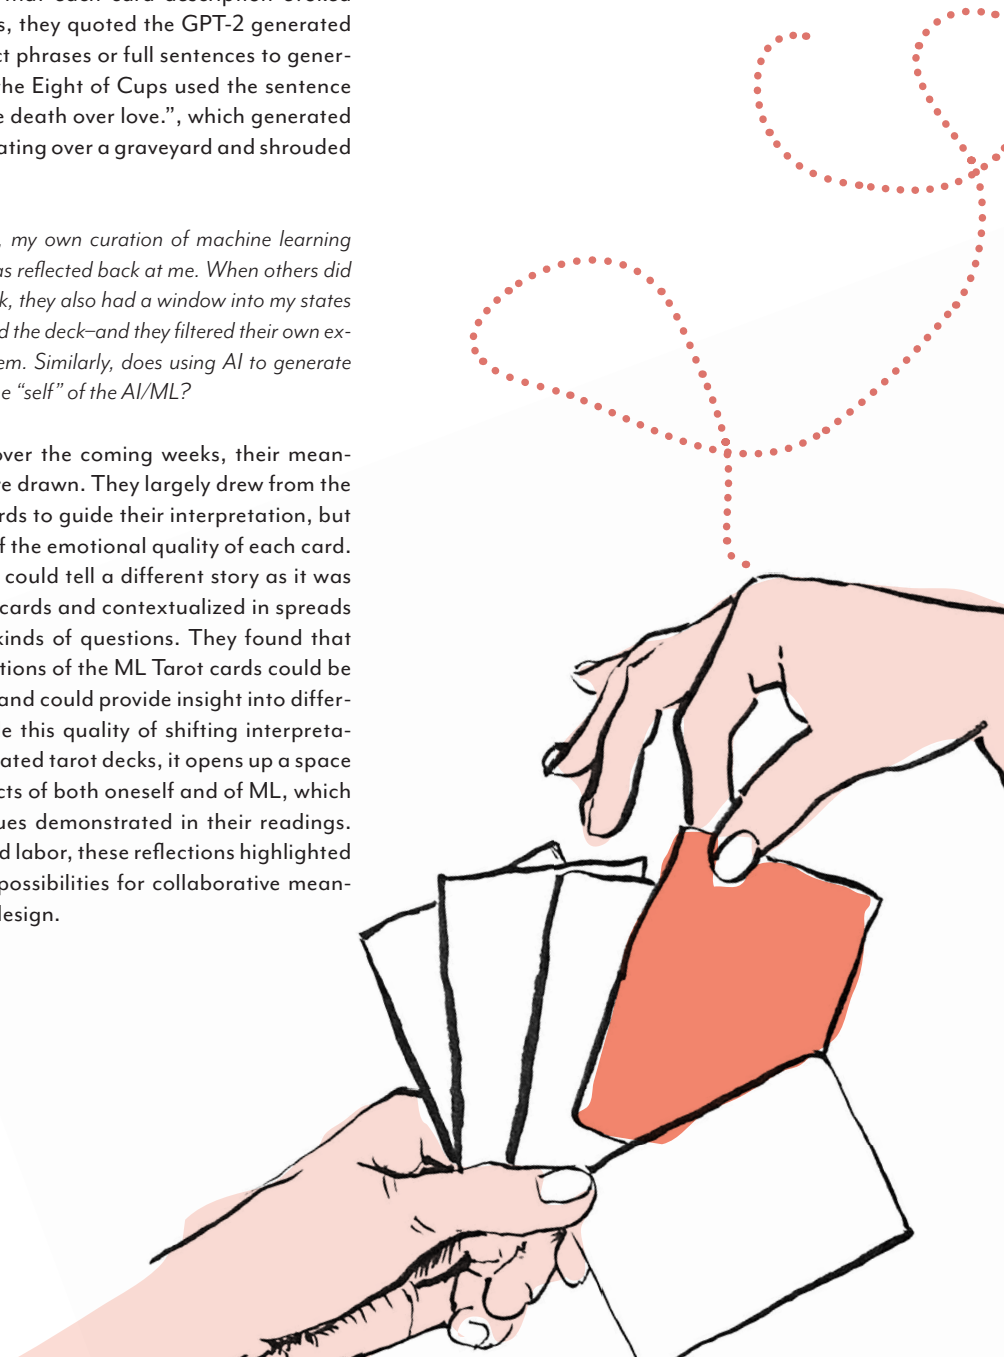 s, they quoted the GPT-2 generated
ct phrases or full sentences to gener-
he Eight of Cups used the sentence
e death over love.”, which generated
ating over a graveyard and shrouded
, my own curation of machine learning
as reflected back at me. When others did
k, they also had a window into my states
d the deck–and they filtered their own ex-
em. Similarly, does using AI to generate
e “self” of the AI/ML?
over the coming weeks, their mean-
re drawn. They largely drew from the
rds to guide their interpretation, but
f the emotional quality of each card.
could tell a different story as it was
cards and contextualized in spreads
kinds of questions. They found that
tions of the ML Tarot cards could be
and could provide insight into differ-
e this quality of shifting interpreta-
ated tarot decks, it opens up a space
cts of both oneself and of ML, which
ues demonstrated in their readings.
d labor, these reflections highlighted
possibilities for collaborative mean-
design.